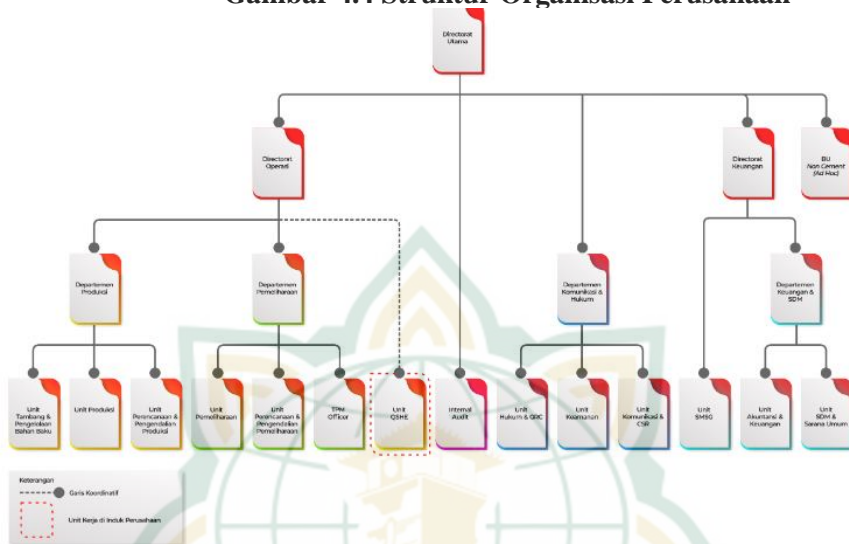 Gambar 4.4 Struktur Organisasi Perusahaan
Directorat
Utama
Directorat
Operasi
Directorat
Keuangan
BU
Non Cement
(Ad Hoc)
Departemen
Produksi
Departemen
Pemeliharaan
Departemen
Komunikasi &
Hukum
Departemen
Keuangan &
SDM
Unit
Tambang &
Pengelolaan
Bahan Baku
Unit Produksi
Unit
Perencanaan &
Pengendalian
Produksi
Unit
Pemeliharaan
Unit
Perencanaan &
Pengendalian
Pemeliharaan
TPM
Officer
Unit
QSHE
Internal
Audit
Unit
Hukum & GRC
Unit
Keamanan
Unit
Komunikasi &
CSR
Unit
SMSG
Unit
Akuntansi &
Keuangan
Unit
SDM &
Sarana Umum
Keterangan
Garis Koordinatif
Unit Kerja di Induk Perusahaan